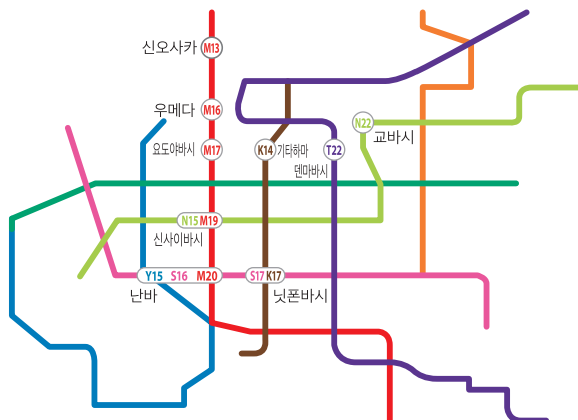 신오사카 M13
우메다 M16
요도야바시 M17
K14 기타하마
T22
덴마바시
N22
교바시
N15 M19
신사이바시
Y15 S16 M20
난바
S17 K17
닛폰바시